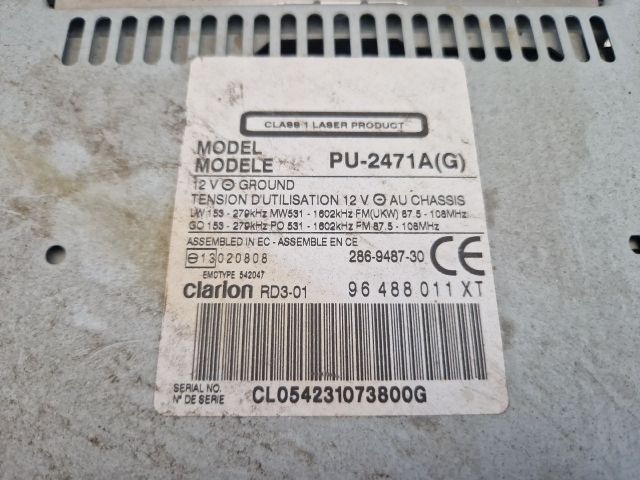 CLASS 1 LASER PRODUCT
MODEL
MODELE PU-2471A(G)
12 V ⊖ GROUND
TENSION D'UTILISATION 12 V ⊖ AU CHASSIS
LW 153 - 279kHz MW531 - 1602kHz FM(UKW) 87.5 - 108MHz
GO 153 - 279kHz PO 531 - 1602kHz FM 87.5 - 108MHz
ASSEMBLED IN EC - ASSEMBLE EN CE
13020808 286-9487-30 CE
EMCTYPE 542047
clarion RD3-01 96 488 011 XT
SERIAL NO.
N° DE SERIE CL054231073800G